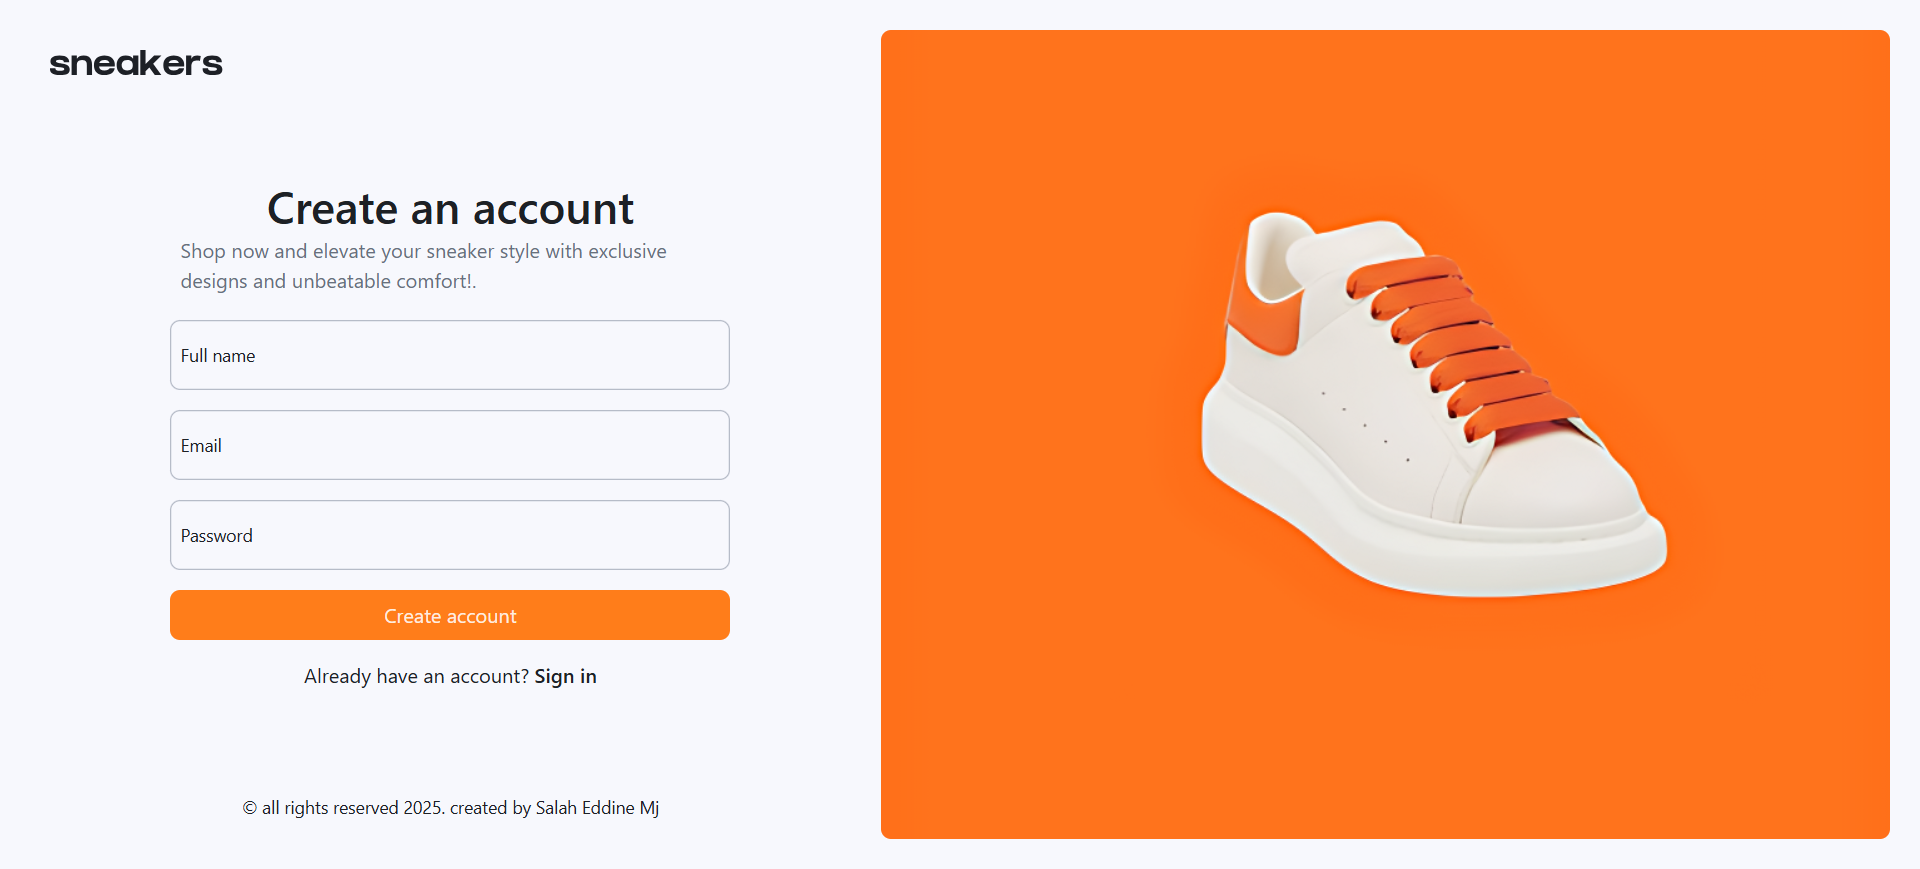 sneakers
Create an account
Shop now and elevate your sneaker style with exclusive
designs and unbeatable comfort!.
Full name
Email
Password
Create account
Already have an account? Sign in
© all rights reserved 2025. created by Salah Eddine Mj